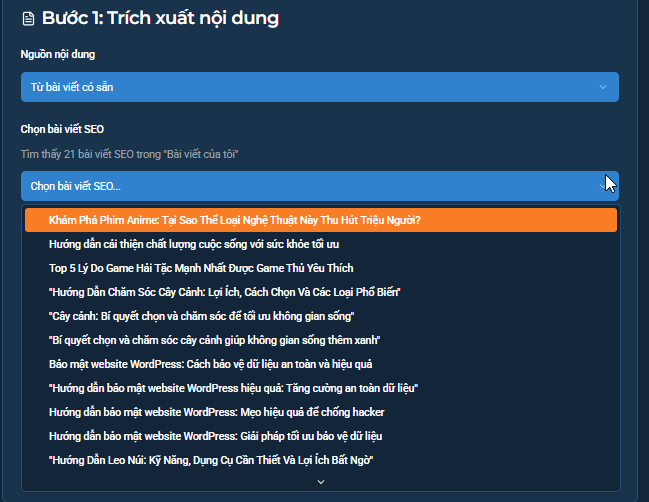 Bước 1: Trích xuất nội dung
Nguồn nội dung
Từ bài viết có sẵn
Chọn bài viết SEO
Tìm thấy 21 bài viết SEO trong "Bài viết của tôi"
Chọn bài viết SEO...
Khám Phá Phim Anime: Tại Sao Thể Loại Nghệ Thuật Này Thu Hút Triệu Người?
Hướng dẫn cải thiện chất lượng cuộc sống với sức khỏe tối ưu
Top 5 Lý Do Game Hải Tặc Mạnh Nhất Được Game Thủ Yêu Thích
"Hướng Dẫn Chăm Sóc Cây Cảnh: Lợi Ích, Cách Chọn Và Các Loại Phổ Biến"
"Cây cảnh: Bí quyết chọn và chăm sóc để tối ưu không gian sống"
"Bí quyết chọn và chăm sóc cây cảnh giúp không gian sống thêm xanh"
Bảo mật website WordPress: Cách bảo vệ dữ liệu an toàn và hiệu quả
"Hướng dẫn bảo mật website WordPress hiệu quả: Tăng cường an toàn dữ liệu"
Hướng dẫn bảo mật website WordPress: Mẹo hiệu quả để chống hacker
Hướng dẫn bảo mật website WordPress: Giải pháp tối ưu bảo vệ dữ liệu
"Hướng Dẫn Leo Núi: Kỹ Năng, Dụng Cụ Cần Thiết Và Lợi Ích Bất Ngờ"